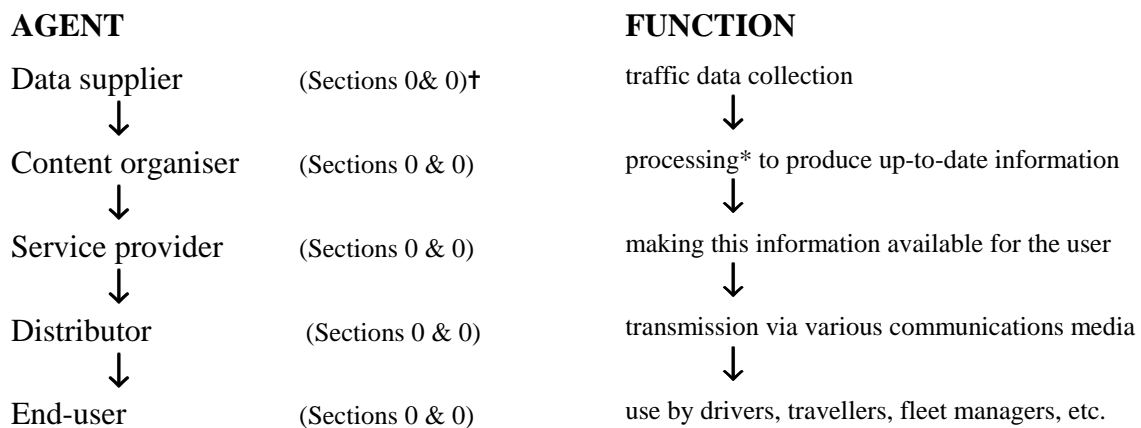 AGENT FUNCTION
Data supplier (Sections 0& 0)† traffic data collection
Content organiser (Sections 0 & 0) processing* to produce up-to-date information
Service provider (Sections 0 & 0) making this information available for the user
Distributor (Sections 0 & 0) transmission via various communications media
End-user (Sections 0 & 0) use by drivers, travellers, fleet managers, etc.